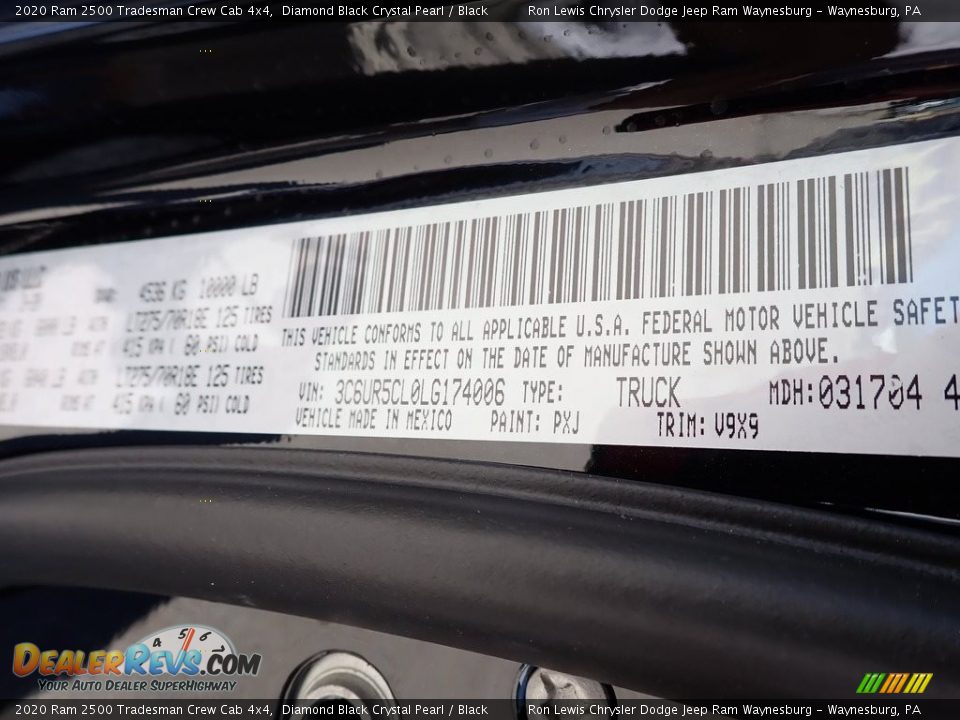 2020 Ram 2500 Tradesman Crew Cab 4x4, Diamond Black Crystal Pearl / Black Ron Lewis Chrysler Dodge Jeep Ram Waynesburg - Waynesburg, PA
4536 KG 10000 LB
LT275/70R18E 125 TIRES
415 KPA ( 60 PSI) COLD
LT275/70R18E 125 TIRES
415 KPA ( 60 PSI) COLD
THIS VEHICLE CONFORMS TO ALL APPLICABLE U.S.A. FEDERAL MOTOR VEHICLE SAFET
STANDARDS IN EFFECT ON THE DATE OF MANUFACTURE SHOWN ABOVE.
VIN: 3C6UR5CL0LG174006 TYPE: TRUCK MDH:031704 4
VEHICLE MADE IN MEXICO PAINT: PXJ TRIM: V9X9
4 5 6
DealerRevs.com
Your Auto Dealer SuperHighway
2020 Ram 2500 Tradesman Crew Cab 4x4, Diamond Black Crystal Pearl / Black Ron Lewis Chrysler Dodge Jeep Ram Waynesburg - Waynesburg, PA